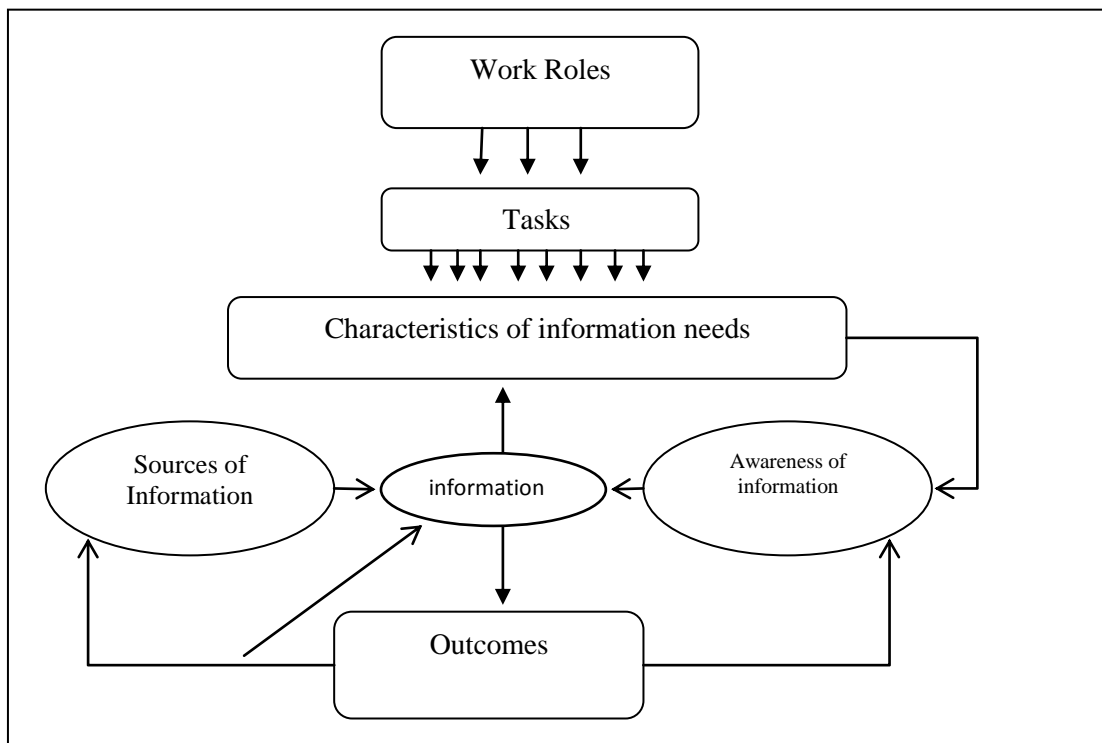 Work Roles
Tasks
Characteristics of information needs
Sources of
Information
information
Awareness of
information
Outcomes